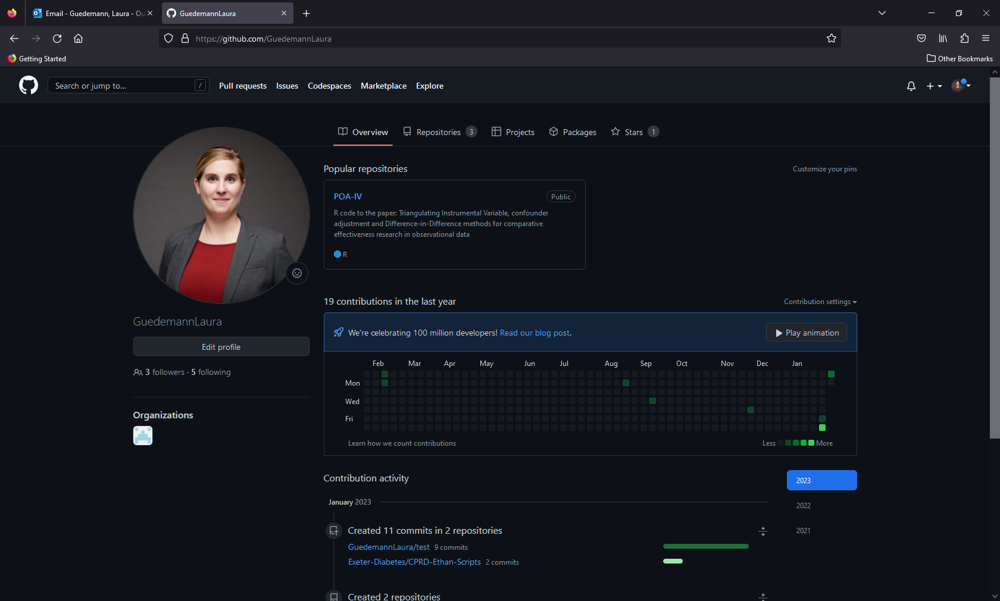 Email - Guedemann, Laura - Ou
GuedemannLaura
https://github.com/GuedemannLaura
Getting Started
Other Bookmarks
Search or jump to...
/
Pull requests
Issues
Codespaces
Marketplace
Explore
Overview
Repositories 3
Projects
Packages
Stars 1
Popular repositories
Customize your pins
POA-IV
Public
R code to the paper: Triangulating Instrumental Variable, confounder
adjustment and Difference-in-Difference methods for comparative
effectiveness research in observational data
R
GuedemannLaura
Edit profile
3 followers · 5 following
Organizations
19 contributions in the last year
Contribution settings
We're celebrating 100 million developers! Read our blog post.
Play animation
Feb Mar Apr May Jun Jul Aug Sep Oct Nov Dec Jan
Mon
Wed
Fri
Learn how we count contributions
Less
More
Contribution activity
2023
2022
2021
January 2023
Created 11 commits in 2 repositories
GuedemannLaura/test 9 commits
Exeter-Diabetes/CPRD-Ethan-Scripts 2 commits
Created 2 repositories